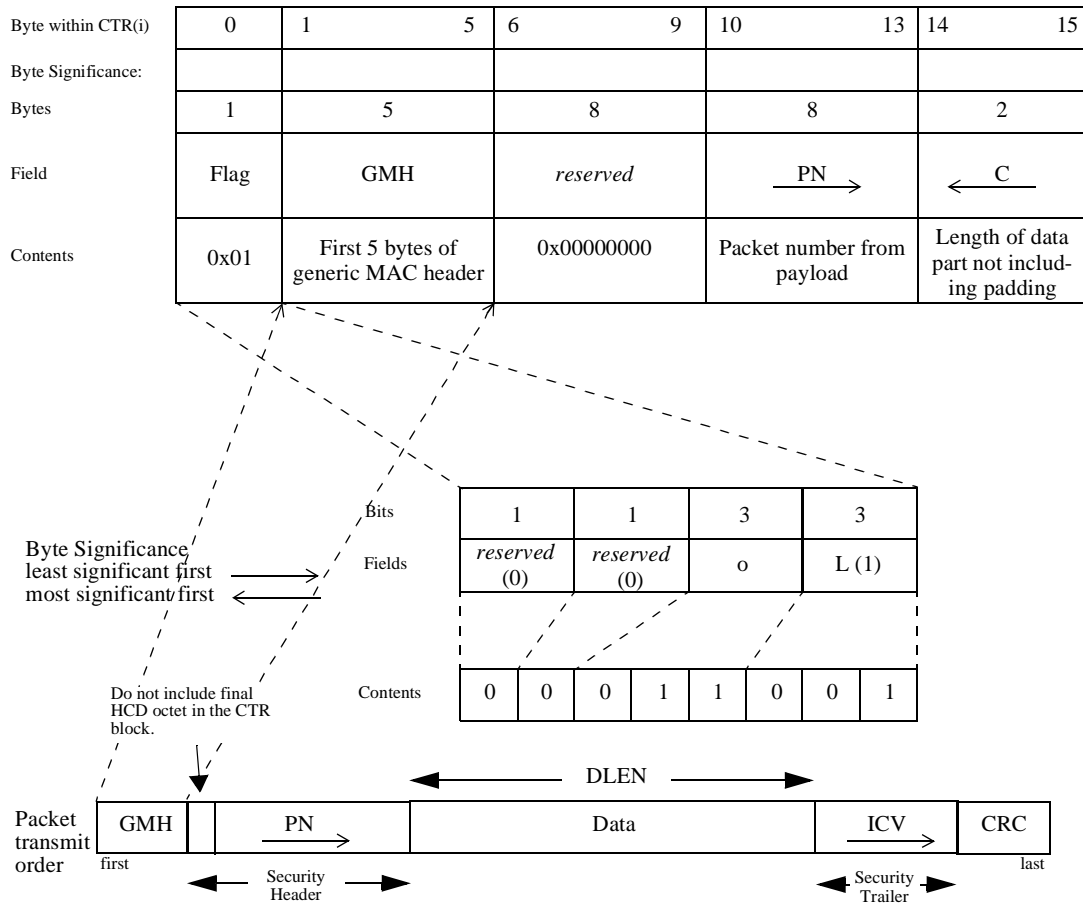 Byte within CTR(i) 0 1 5 6 9 10 13 14 15
Byte Significance:
Bytes 1 5 8 8 2
Field Flag GMH reserved PN C
Contents 0x01 First 5 bytes of generic MAC header 0x00000000 Packet number from payload Length of data part not includ-ing padding
Bits 1 1 3 3
Fields reserved (0) reserved (0) o L (1)
Byte Significance
least significant first
most significant first
Contents 0 0 0 1 1 0 0 1
Do not include final
HCD octet in the CTR
block.
DLEN
Packet
transmit
order
GMH PN Data ICV CRC
first last
Security
Header
Security
Trailer